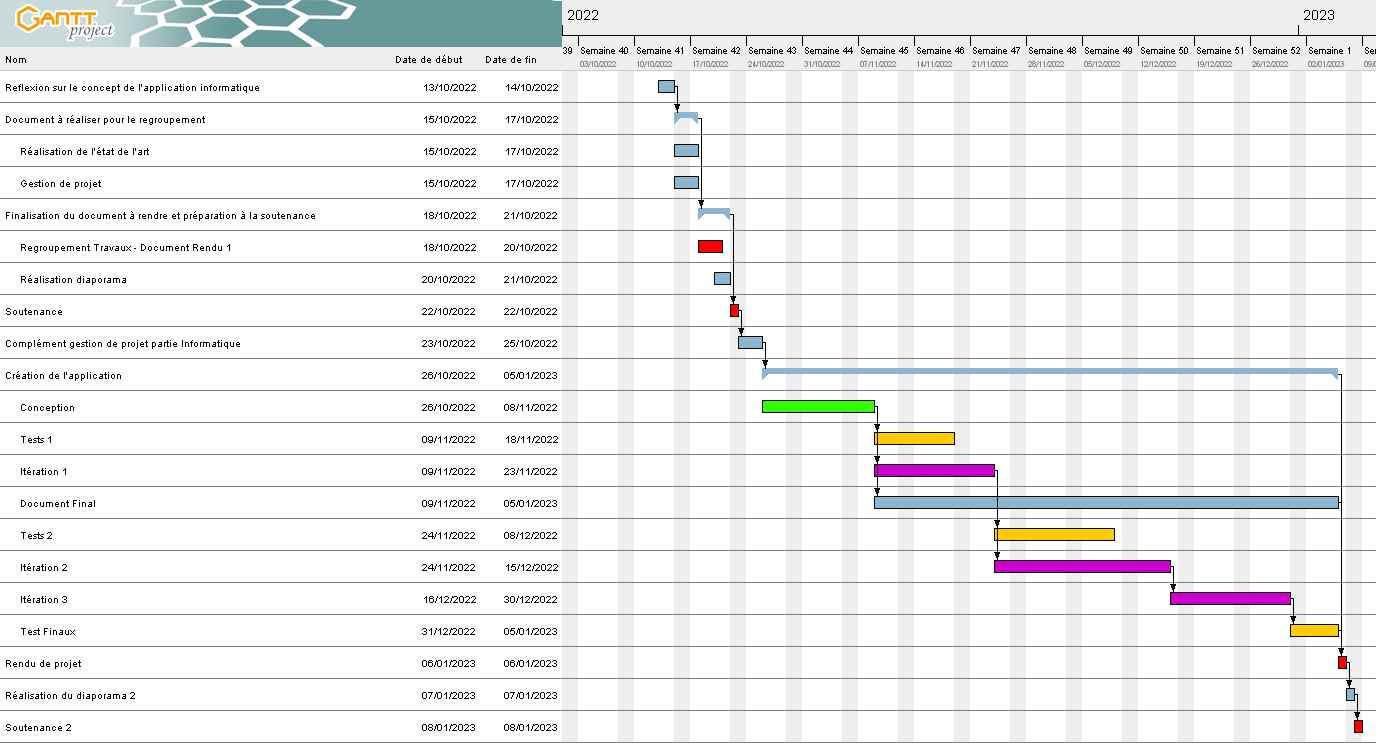 GANTT
project
2022 2023
39 Semaine 40 Semaine 41 Semaine 42 Semaine 43 Semaine 44 Semaine 45 Semaine 46 Semaine 47 Semaine 48 Semaine 49 Semaine 50 Semaine 51 Semaine 52 Semaine 1 Sem
Nom Date de début Date de fin 03/10/2022 10/10/2022 17/10/2022 24/10/2022 31/10/2022 07/11/2022 14/11/2022 21/11/2022 28/11/2022 05/12/2022 12/12/2022 19/12/2022 26/12/2022 02/01/2023 09/0
Reflexion sur le concept de l'application informatique 13/10/2022 14/10/2022
Document à réaliser pour le regroupement 15/10/2022 17/10/2022
Réalisation de l'état de l'art 15/10/2022 17/10/2022
Gestion de projet 15/10/2022 17/10/2022
Finalisation du document à rendre et préparation à la soutenance 18/10/2022 21/10/2022
Regroupement Travaux - Document Rendu 1 18/10/2022 20/10/2022
Réalisation diaporama 20/10/2022 21/10/2022
Soutenance 22/10/2022 22/10/2022
Complément gestion de projet partie Informatique 23/10/2022 25/10/2022
Création de l'application 26/10/2022 05/01/2023
Conception 26/10/2022 08/11/2022
Tests 1 09/11/2022 18/11/2022
Itération 1 09/11/2022 23/11/2022
Document Final 09/11/2022 05/01/2023
Tests 2 24/11/2022 08/12/2022
Itération 2 24/11/2022 15/12/2022
Itération 3 16/12/2022 30/12/2022
Test Finaux 31/12/2022 05/01/2023
Rendu de projet 06/01/2023 06/01/2023
Réalisation du diaporama 2 07/01/2023 07/01/2023
Soutenance 2 08/01/2023 08/01/2023